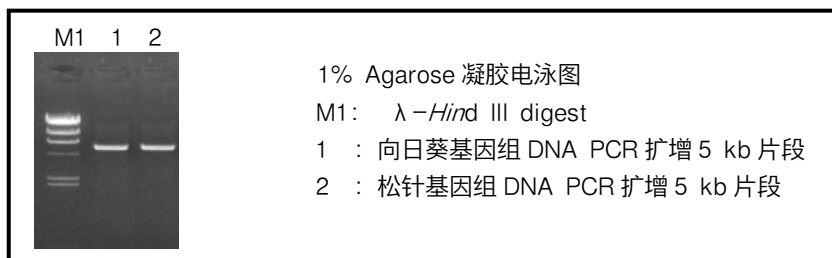 M1 1 2
1% Agarose 凝胶电泳图
M1： λ-Hind III digest
1 ：向日葵基因组 DNA PCR 扩增 5 kb 片段
2 ：松针基因组 DNA PCR 扩增 5 kb 片段